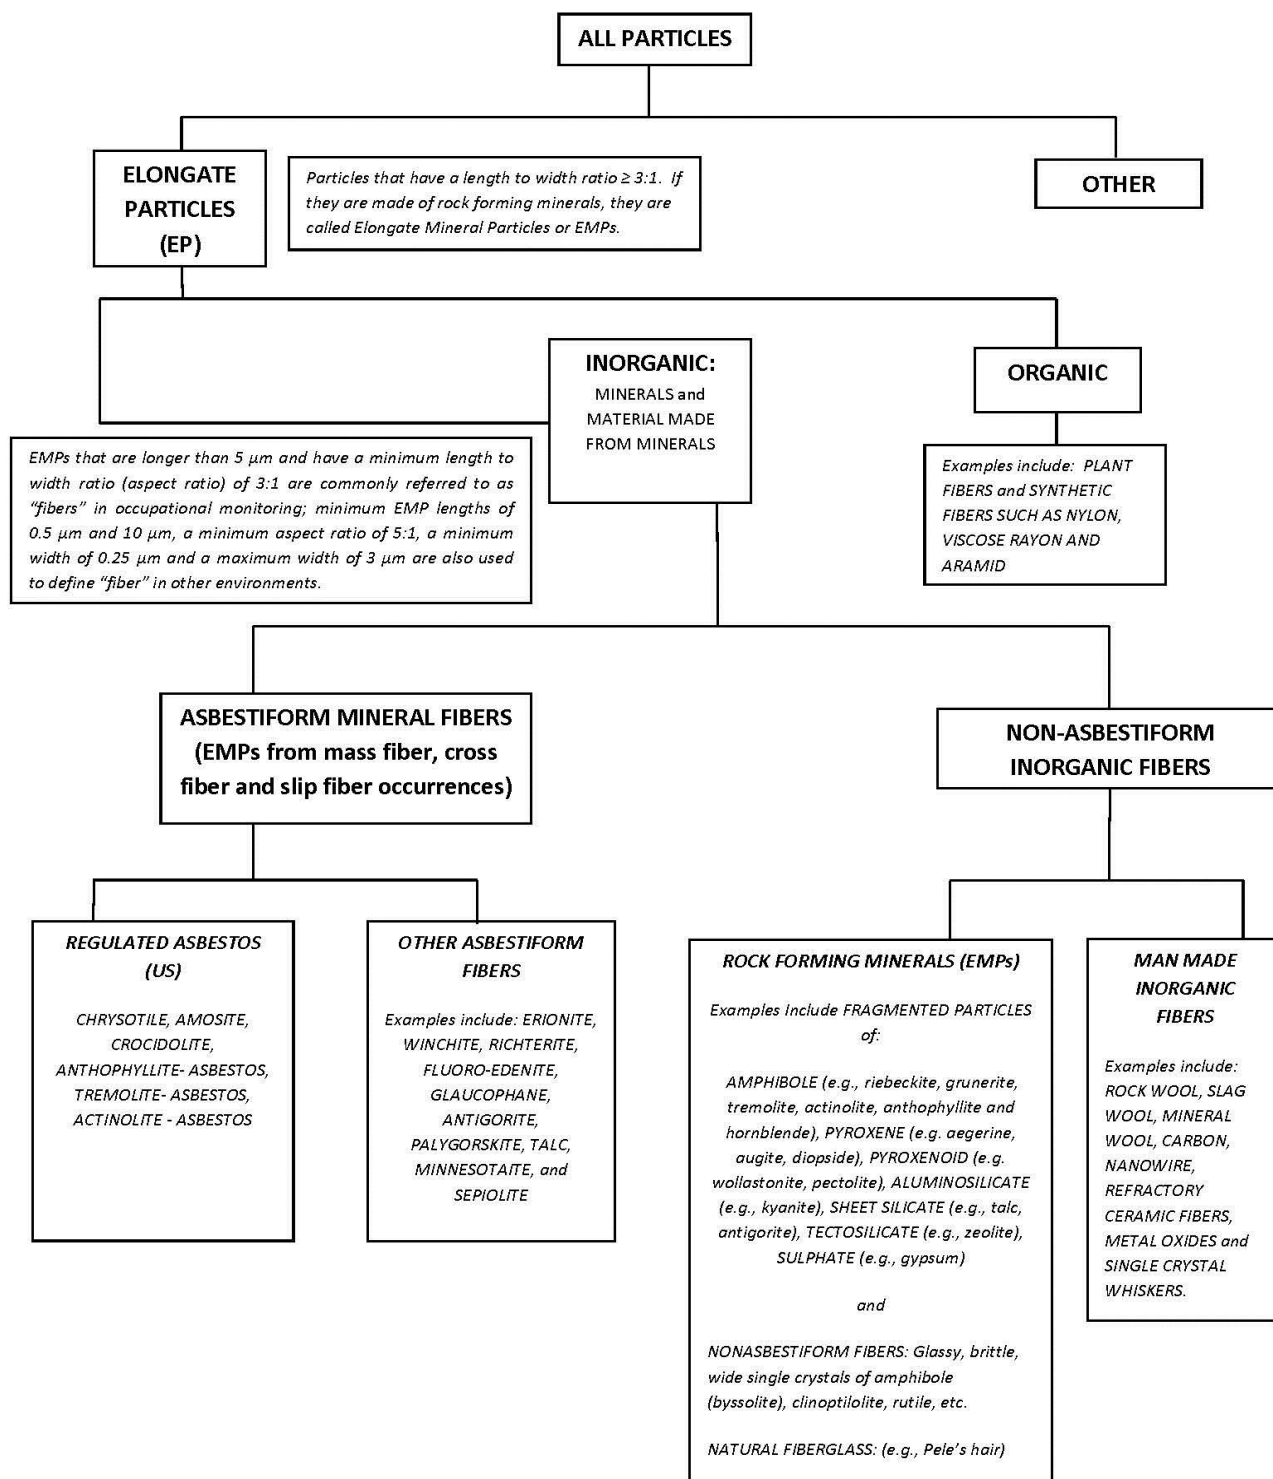 ALL PARTICLES
ELONGATE
PARTICLES
(EP)
Particles that have a length to width ratio ≥ 3:1. If
they are made of rock forming minerals, they are
called Elongate Mineral Particles or EMPs.
OTHER
INORGANIC:
MINERALS and
MATERIAL MADE
FROM MINERALS
ORGANIC
EMPs that are longer than 5 μm and have a minimum length to
width ratio (aspect ratio) of 3:1 are commonly referred to as
“fibers” in occupational monitoring; minimum EMP lengths of
0.5 μm and 10 μm, a minimum aspect ratio of 5:1, a minimum
width of 0.25 μm and a maximum width of 3 μm are also used
to define “fiber” in other environments.
Examples include: PLANT
FIBERS and SYNTHETIC
FIBERS SUCH AS NYLON,
VISCOSE RAYON AND
ARAMID
ASBESTIFORM MINERAL FIBERS
(EMPs from mass fiber, cross
fiber and slip fiber occurrences)
NON-ASBESTIFORM
INORGANIC FIBERS
REGULATED ASBESTOS
(US)
CHRYSOTILE, AMOSITE,
CROCIDOLITE,
ANTHOPHYLLITE- ASBESTOS,
TREMOLITE- ASBESTOS,
ACTINOLITE - ASBESTOS
OTHER ASBESTIFORM
FIBERS
Examples include: ERIONITE,
WINCHITE, RICHTERITE,
FLUORO-EDENITE,
GLAUCOPHANE,
ANTIGORITE,
PALYGORSKITE, TALC,
MINNESOTAITE, and
SEPIOLITE
ROCK FORMING MINERALS (EMPs)
Examples Include FRAGMENTED PARTICLES
of:
AMPHIBOLE (e.g., riebeckite, grunerite,
tremolite, actinolite, anthophyllite and
hornblende), PYROXENE (e.g. aegerine,
augite, diopside), PYROXENOID (e.g.
wollastonite, pectolite), ALUMINOSILICATE
(e.g., kyanite), SHEET SILICATE (e.g., talc,
antigorite), TECTOSILICATE (e.g., zeolite),
SULPHATE (e.g., gypsum)
and
NONASBESTIFORM FIBERS: Glassy, brittle,
wide single crystals of amphibole
(byssolite), clinoptilolite, rutile, etc.
NATURAL FIBERGLASS: (e.g., Pele’s hair)
MAN MADE
INORGANIC
FIBERS
Examples include:
ROCK WOOL, SLAG
WOOL, MINERAL
WOOL, CARBON,
NANOWIRE,
REFRACTORY
CERAMIC FIBERS,
METAL OXIDES and
SINGLE CRYSTAL
WHISKERS.